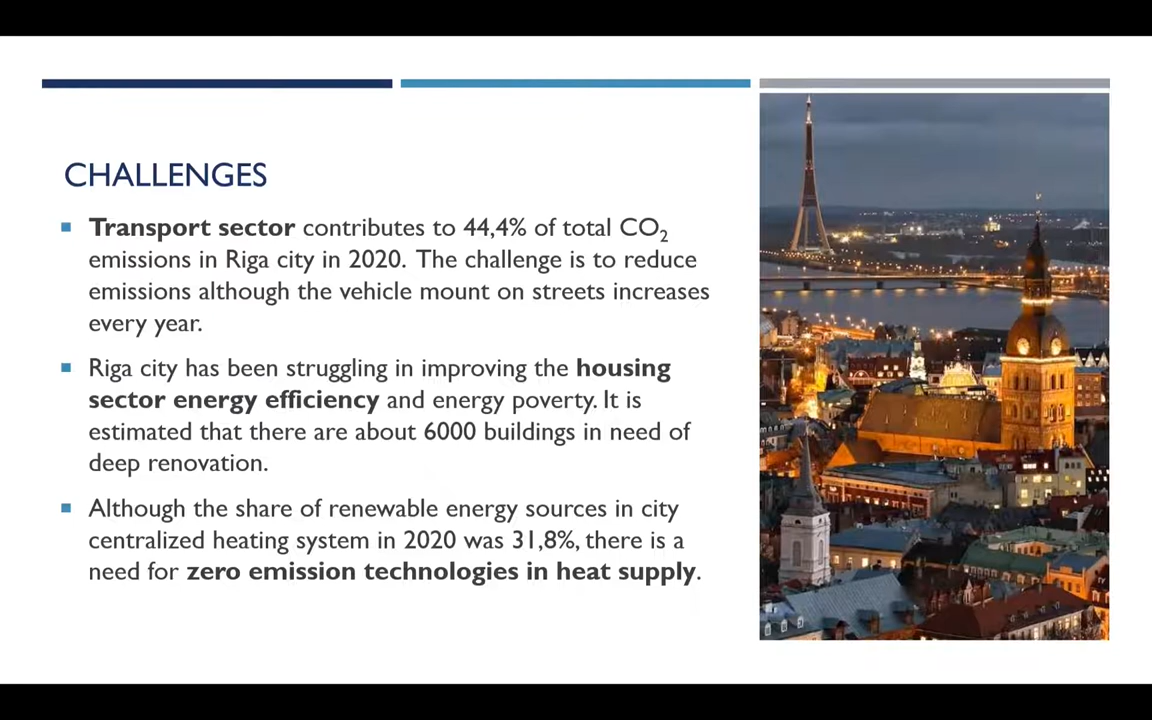 CHALLENGES
Transport sector contributes to 44,4% of total CO₂
emissions in Riga city in 2020. The challenge is to reduce
emissions although the vehicle mount on streets increases
every year.
Riga city has been struggling in improving the housing
sector energy efficiency and energy poverty. It is
estimated that there are about 6000 buildings in need of
deep renovation.
Although the share of renewable energy sources in city
centralized heating system in 2020 was 31,8%, there is a
need for zero emission technologies in heat supply.